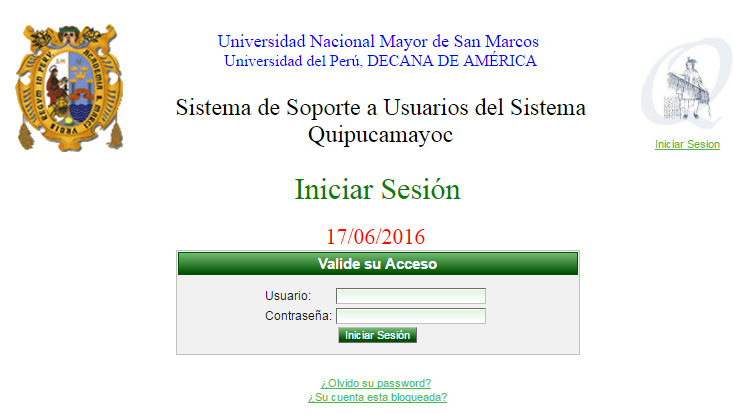 Universidad Nacional Mayor de San Marcos
Universidad del Perú, DECANA DE AMÉRICA
Sistema de Soporte a Usuarios del Sistema
Quipucamayoc
Iniciar Sesion
Iniciar Sesión
17/06/2016
Valide su Acceso
Usuario:
Contraseña:
Iniciar Sesión
¿Olvido su password?
¿Su cuenta esta bloqueada?